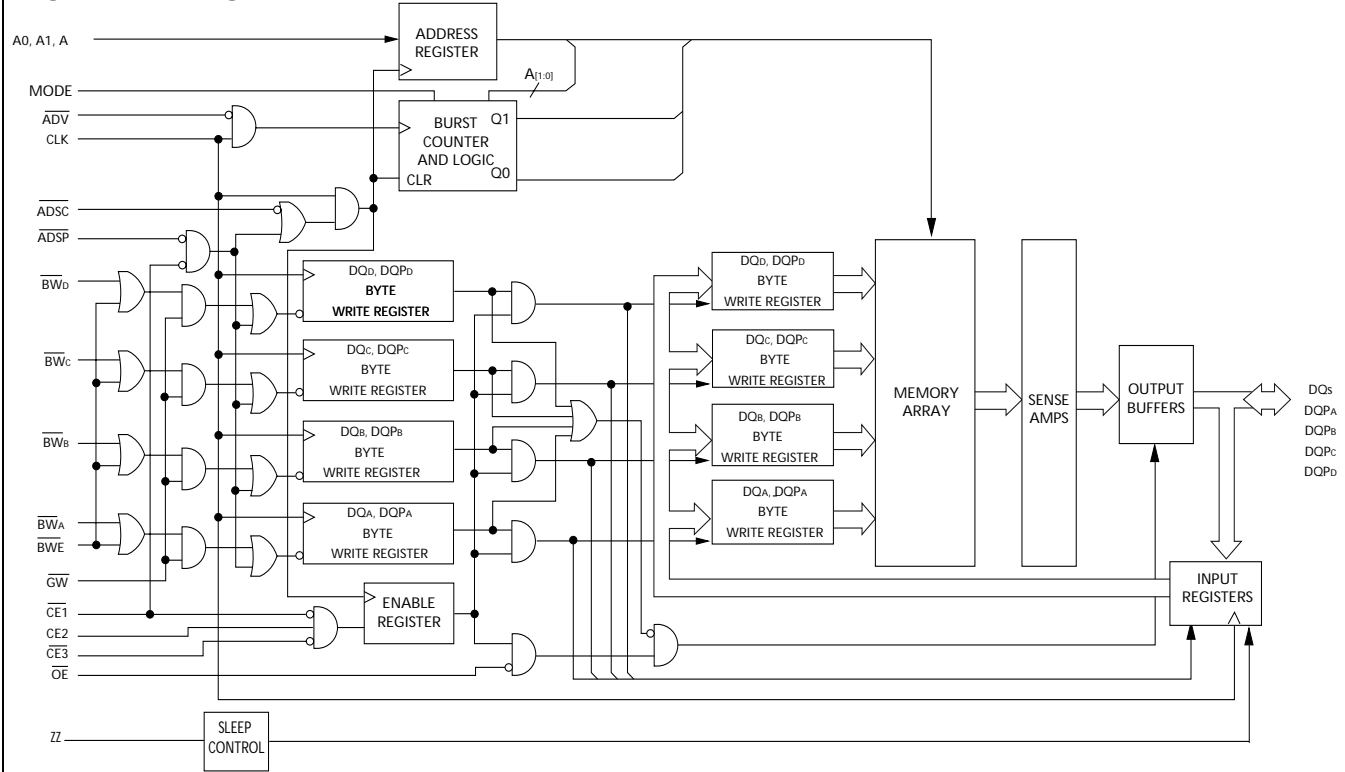 A0, A1, A
ADDRESS
REGISTER
A[1:0]
MODE
ADV
CLK
BURST
COUNTER
AND LOGIC
CLR
Q1
Q0
ADSC
ADSP
BWD
BWC
BWB
BWA
BWE
GW
CE1
CE2
CE3
OE
ZZ
SLEEP
CONTROL
DQD, DQPD
BYTE
WRITE REGISTER
DQC, DQPC
BYTE
WRITE REGISTER
DQB, DQPB
BYTE
WRITE REGISTER
DQA, DQPA
BYTE
WRITE REGISTER
ENABLE
REGISTER
DQD, DQPD
BYTE
WRITE REGISTER
DQC, DQPC
BYTE
WRITE REGISTER
DQB, DQPB
BYTE
WRITE REGISTER
DQA, DQPA
BYTE
WRITE REGISTER
MEMORY
ARRAY
SENSE
AMPS
OUTPUT
BUFFERS
INPUT
REGISTERS
DQS
DQPA
DQPB
DQPC
DQPD